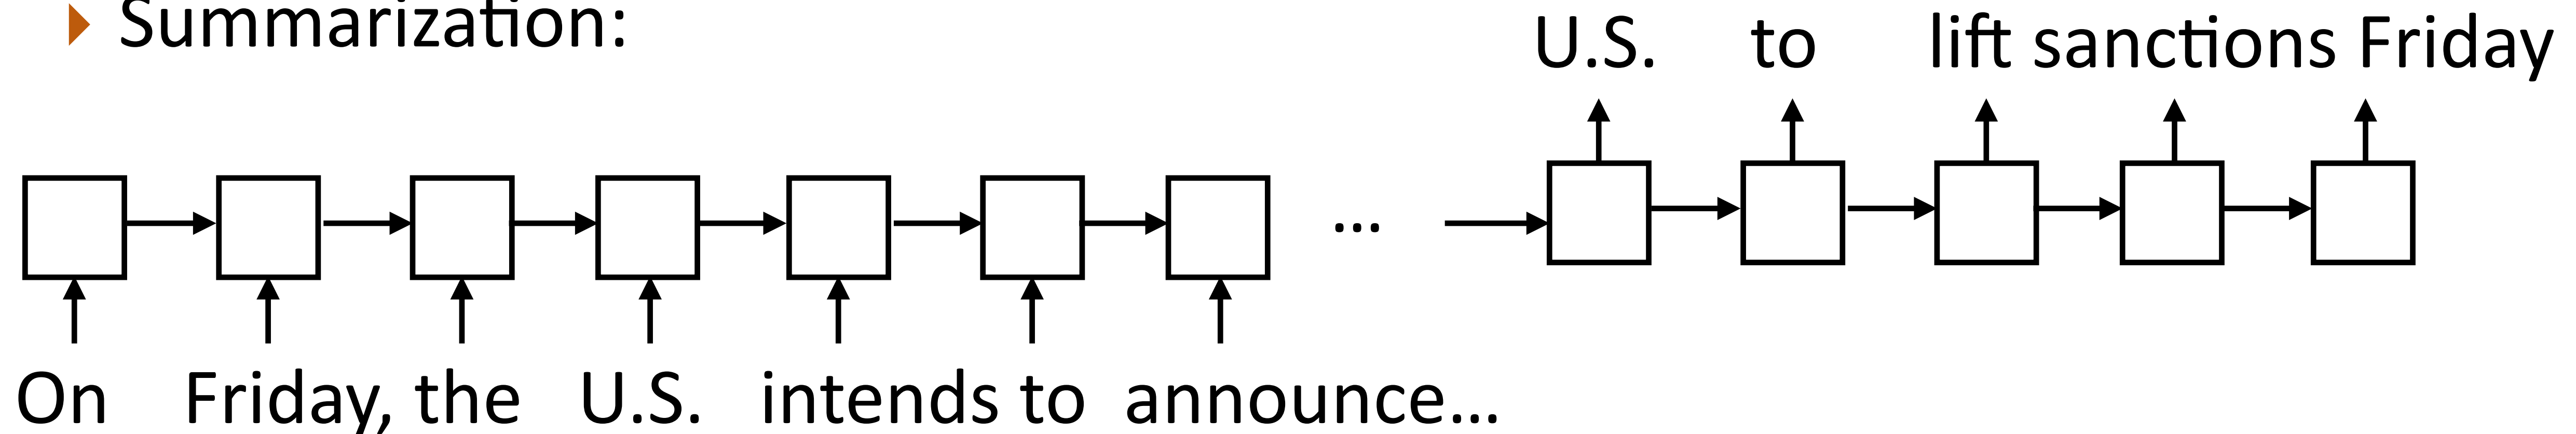 Summarization:
U.S. to lift sanctions Friday
...
On Friday, the U.S. intends to announce...